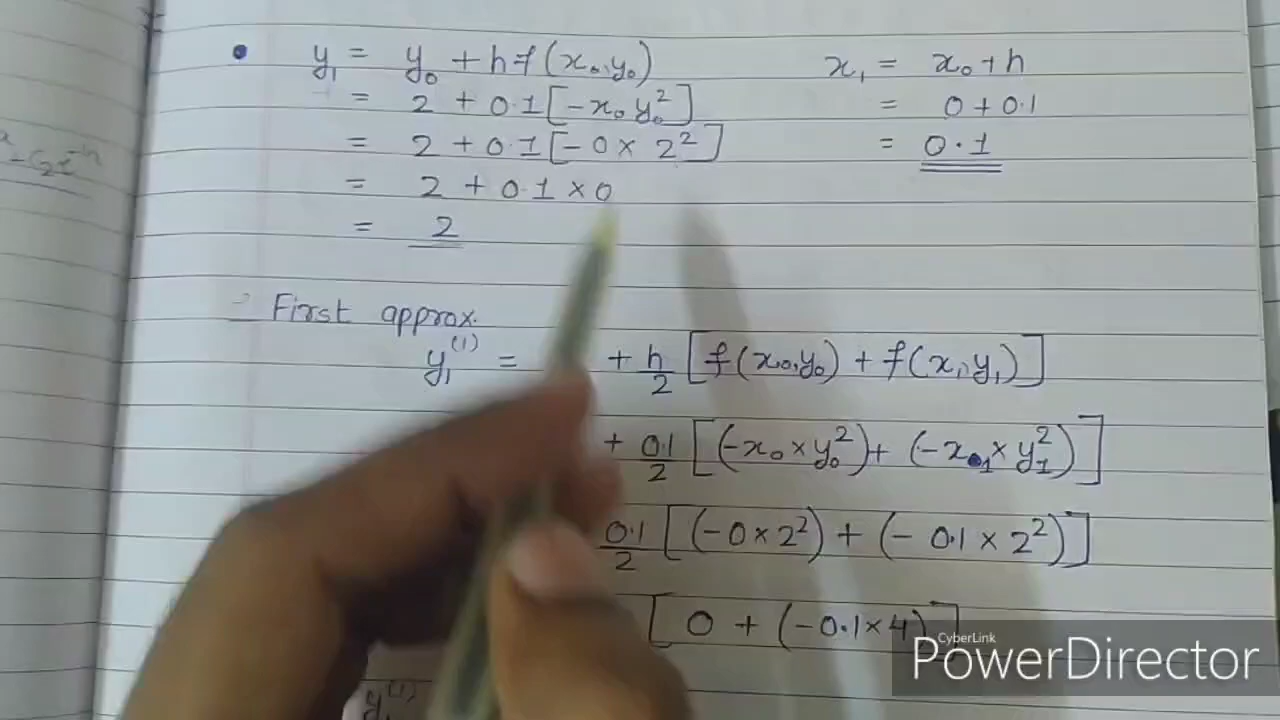 • y₁ = y₀ + h f(x₀, y₀) x₁ = x₀ + h
= 2 + 0.1[-x₀ y₀²] = 0 + 0.1
= 2 + 0.1[-0 × 2²] = 0.1
= 2 + 0.1 × 0
= 2
First approx.
y₁⁽¹⁾ = + h/2 [f(x₀, y₀) + f(x₁, y₁)]
+ 0.1/2 [(-x₀ × y₀²) + (-x₁ × y₁²)]
0.1/2 [(-0 × 2²) + (-0.1 × 2²)]
[0 + (-0.1 × 4)]
y₁⁽¹⁾
CyberLink
PowerDirector